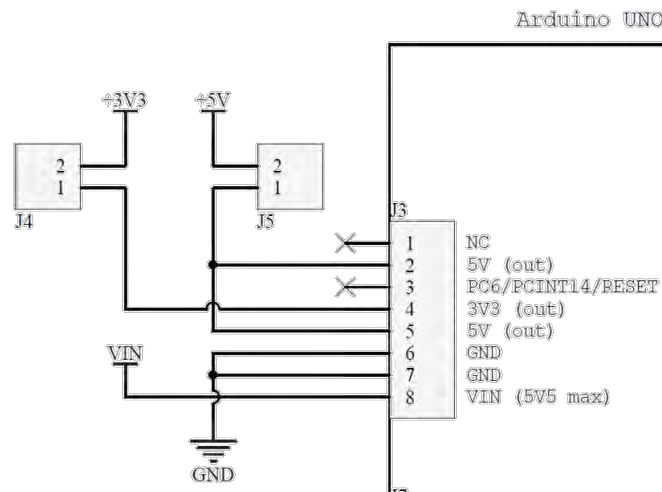 Arduino UNO
+3V3
+5V
2
1
J4
2
1
J5
J3
1 NC
2 5V (out)
3 PC6/PCINT14/RESET
4 3V3 (out)
5 5V (out)
6 GND
7 GND
8 VIN (5V5 max)
VIN
GND